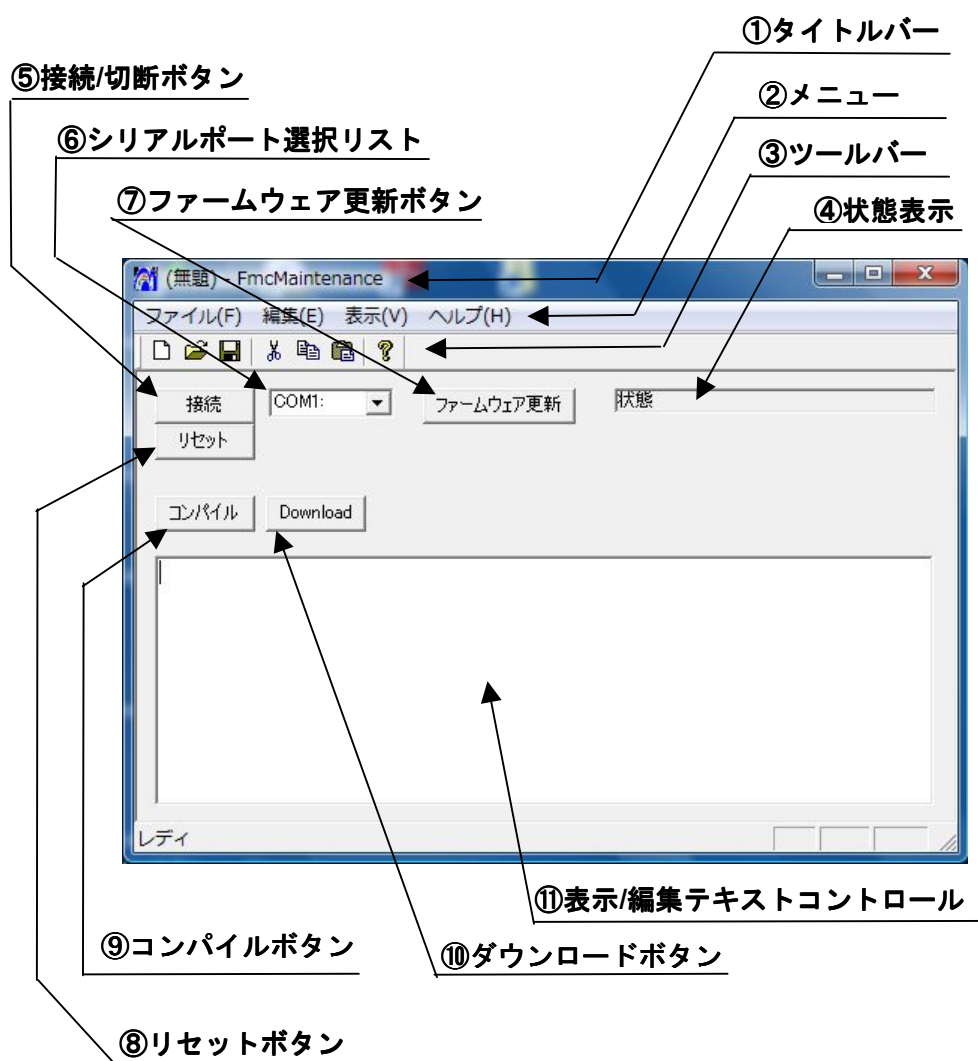 ①タイトルバー
⑤接続/切断ボタン
②メニュー
⑥シリアルポート選択リスト
③ツールバー
⑦ファームウェア更新ボタン
④状態表示
(無題) - FmcMaintenance
ファイル(F) 編集(E) 表示(V) ヘルプ(H)
接続 COM1: ファームウェア更新 状態
リセット
コンパイル Download
レディ
⑪表示/編集テキストコントロール
⑨コンパイルボタン
⑩ダウンロードボタン
⑧リセットボタン